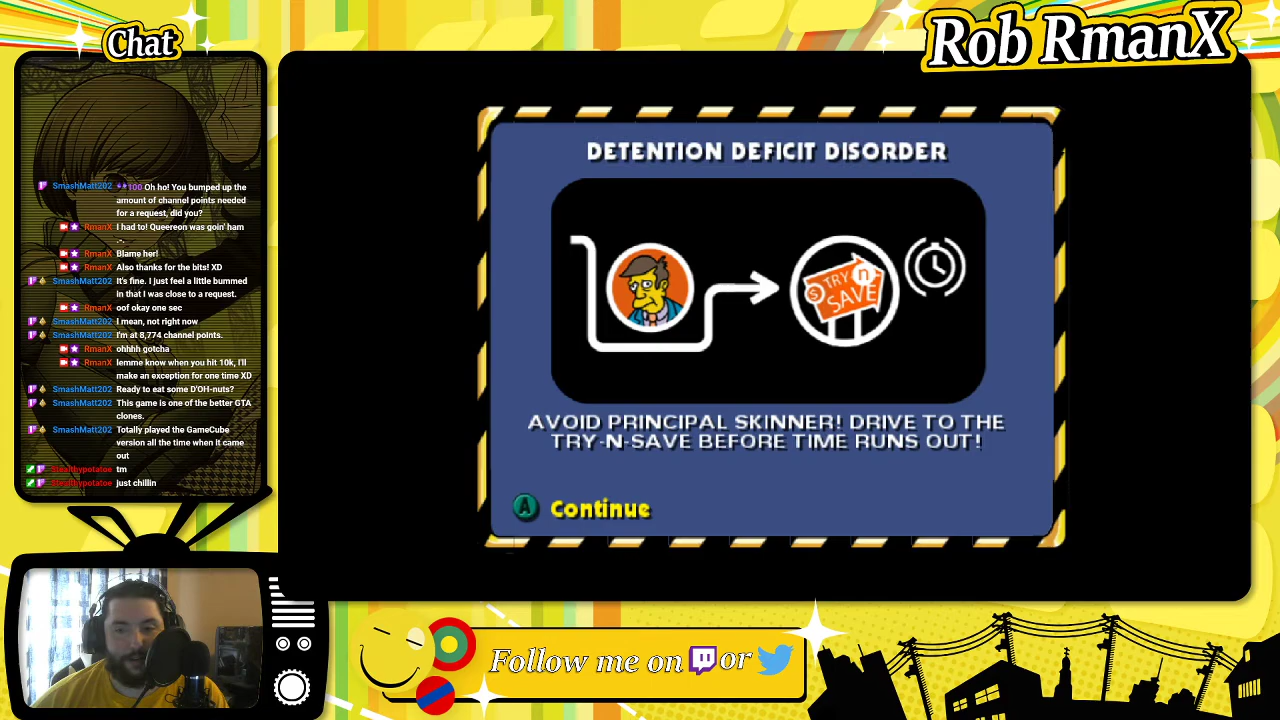 Chat
Rob RmanX
SmashMatt202 100 Oh ho! You bumped up the
amount of channel points needed
for a request, did you?
RmanX I had to! Queereon was goin' ham
-.-
RmanX Blame her!
RmanX Also thanks for the bits! XD
SmashMatt202 It's fine. I just feel a little bummed
in that I was close to a request.
RmanX oof okay one sec
SmashMatt202 I mean, not right now
SmashMatt202 I'm at 8,774 channel points.
RmanX ohahh gotcha
RmanX lemme know when you hit 10k, I'll
make an exception for one time XD
SmashMatt202 Ready to eat some D'OH-nuts?
SmashMatt202 This game is one of the better GTA
clones.
SmashMatt202 Totally played the GameCube
version all the time when it came
out
Stealthypotatoe tm
Stealthypotatoe just chillin
DETENTION DEFICIT DISORDER
TRY n
$ SAVE
AVOID PRINCIPAL SKINNER! DRIVE TO THE
TRY-N-SAVE BEFORE TIME RUNS OUT!
A Continue
Follow me on or